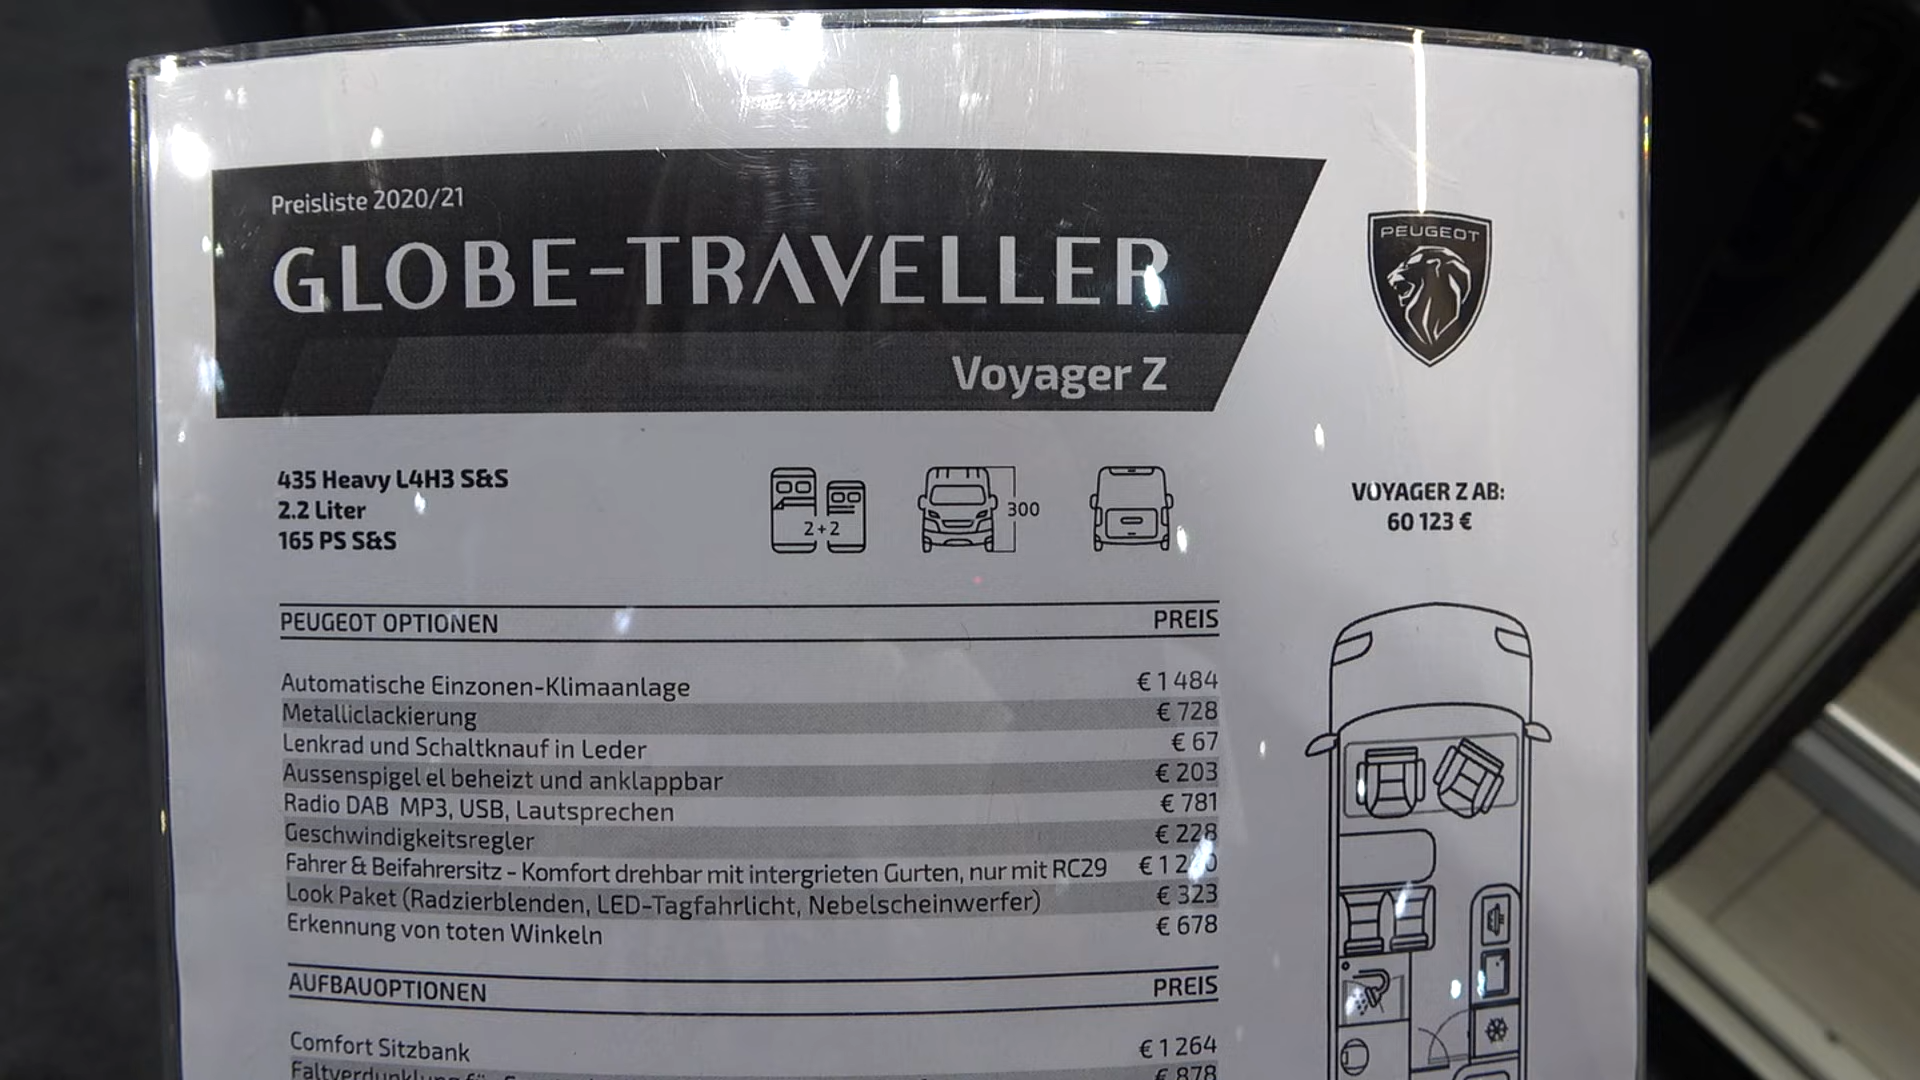 Preisliste 2020/21
GLOBE-TRAVELLER
Voyager Z
PEUGEOT
435 Heavy L4H3 S&S
2.2 Liter
165 PS S&S
2+2
300
VOYAGER Z AB:
60 123 €
PEUGEOT OPTIONEN PREIS
Automatische Einzonen-Klimaanlage € 1 484
Metalliclackierung € 728
Lenkrad und Schaltknauf in Leder € 67
Aussenspigel el beheizt und anklappbar € 203
Radio DAB MP3, USB, Lautsprechen € 781
Geschwindigkeitsregler € 228
Fahrer & Beifahrersitz - Komfort drehbar mit intergrieten Gurten, nur mit RC29 €
Look Paket (Radzierblenden, LED-Tagfahrlicht, Nebelscheinwerfer) € 323
Erkennung von toten Winkeln € 678
AUFBAUOPTIONEN PREIS
Comfort Sitzbank € 1 264
€ 878